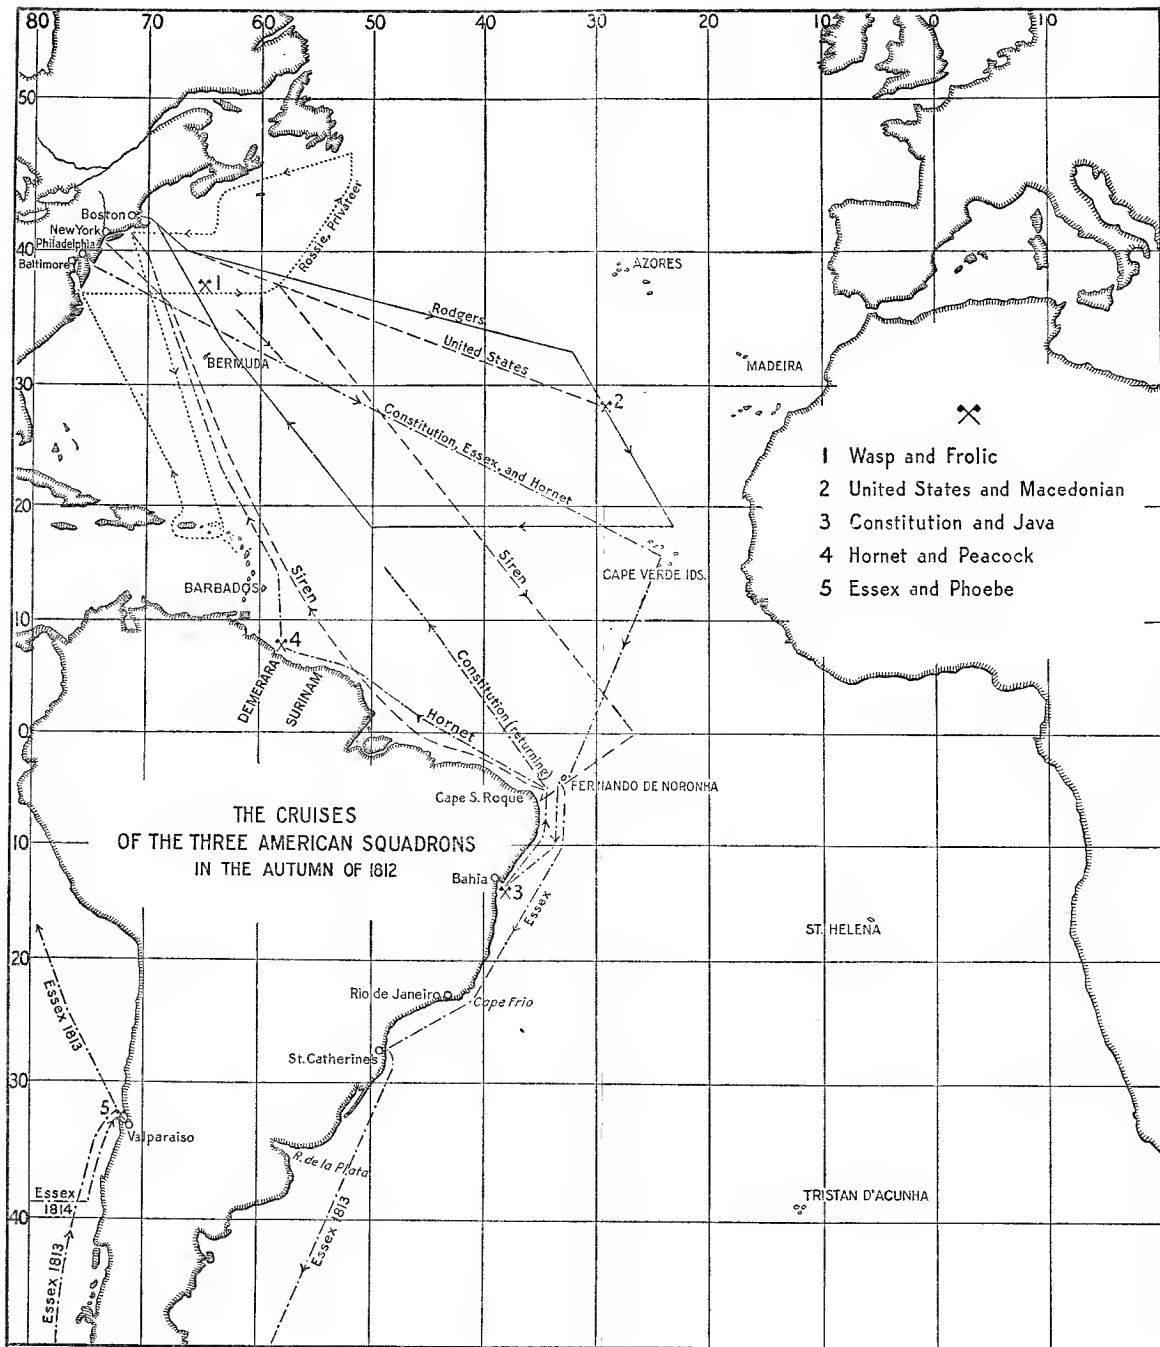 80 70 60 50 40 30 20 10 0 10
50
Boston
New York
Philadelphia
40
Baltimore
Rossie, Privateer
1
AZORES
Rodgers
United States
BERMUDA
MADEIRA
30
2
Constitution, Essex, and Hornet
1 Wasp and Frolic
2 United States and Macedonian
3 Constitution and Java
4 Hornet and Peacock
5 Essex and Phoebe
20
Siren
Siren
CAPE VERDE IDS.
BARBADOS
10
4
DEMERARA
SURINAM
Constitution (returning)
Hornet
0
FERNANDO DE NORONHA
Cape S. Roque
THE CRUISES
OF THE THREE AMERICAN SQUADRONS
IN THE AUTUMN OF 1812
10
Bahia
3
Essex
ST. HELENA
20
Essex 1813
Rio de Janeiro
Cape Frio
St. Catherines
30
5
Valparaiso
R. de la Plata
Essex
1814
40
Essex 1813
Essex 1813
TRISTAN D'ACUNHA